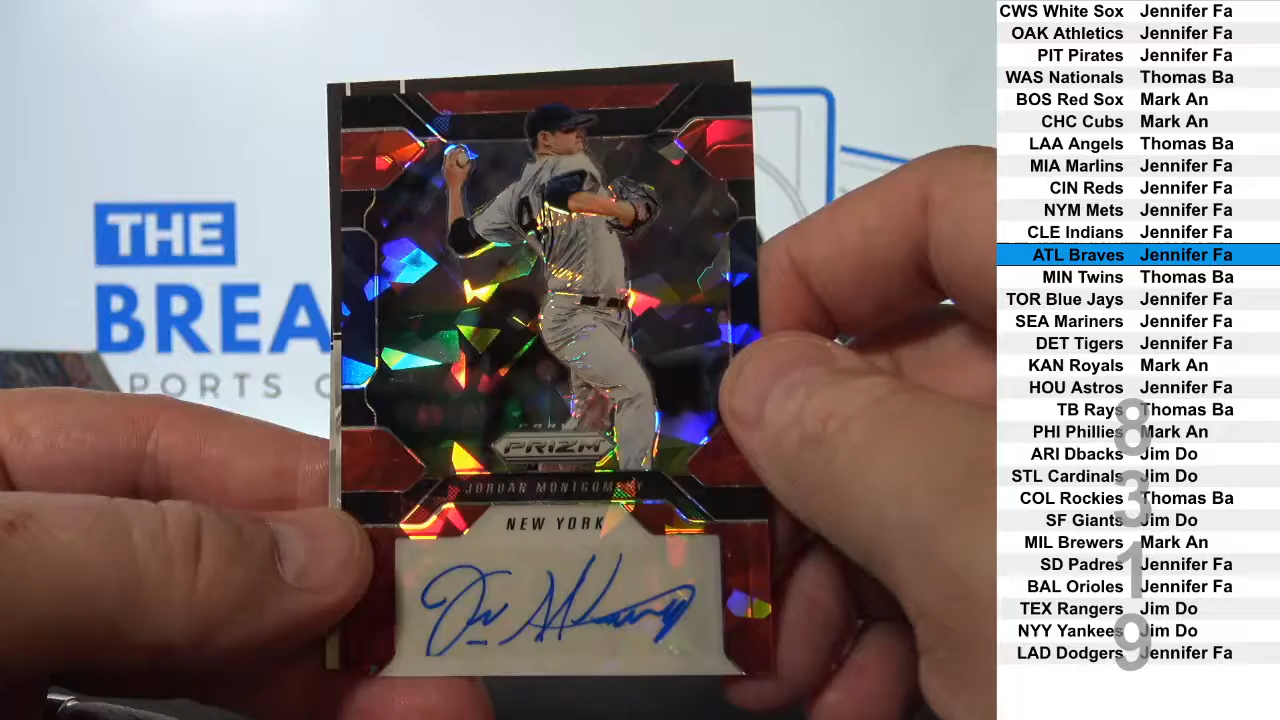 THE
BREA
PORTS C
4
PRIZM
JORDAN MONTGOMERY
NEW YORK
CWS White Sox Jennifer Fa
OAK Athletics Jennifer Fa
PIT Pirates Jennifer Fa
WAS Nationals Thomas Ba
BOS Red Sox Mark An
CHC Cubs Mark An
LAA Angels Thomas Ba
MIA Marlins Jennifer Fa
CIN Reds Jennifer Fa
NYM Mets Jennifer Fa
CLE Indians Jennifer Fa
ATL Braves Jennifer Fa
MIN Twins Thomas Ba
TOR Blue Jays Jennifer Fa
SEA Mariners Jennifer Fa
DET Tigers Jennifer Fa
KAN Royals Mark An
HOU Astros Jennifer Fa
TB Rays Thomas Ba
PHI Phillies Mark An
ARI Dbacks Jim Do
STL Cardinals Jim Do
COL Rockies Thomas Ba
SF Giants Jim Do
MIL Brewers Mark An
SD Padres Jennifer Fa
BAL Orioles Jennifer Fa
TEX Rangers Jim Do
NYY Yankees Jim Do
LAD Dodgers Jennifer Fa
8
3
1
9